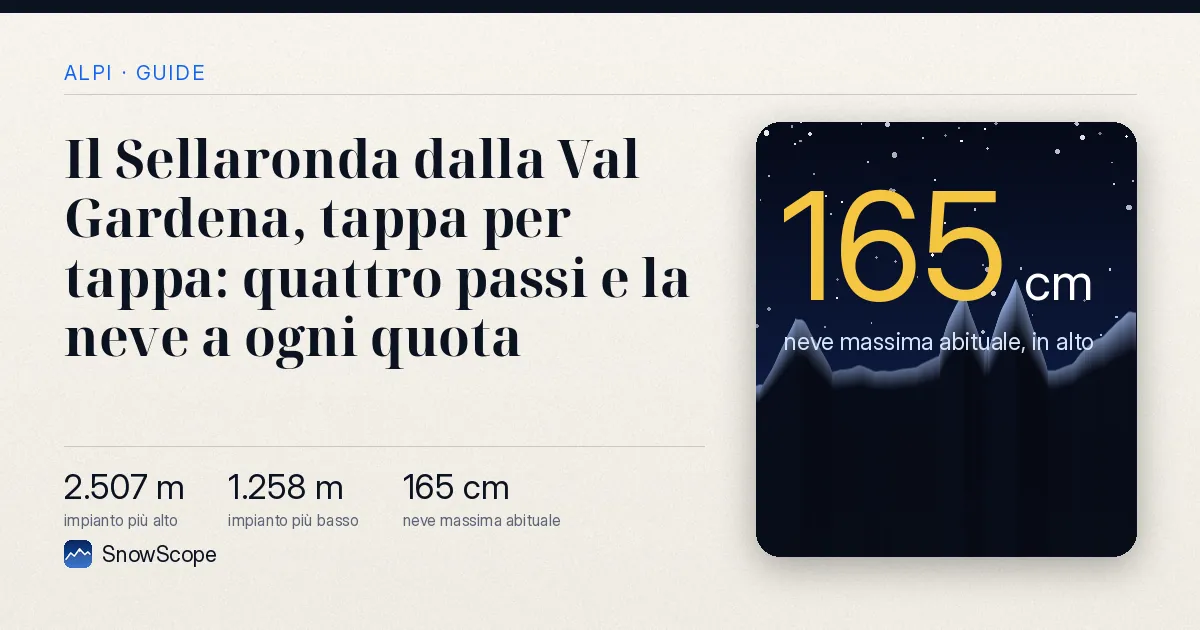 ALPI · GUIDE
Il Sellaronda dalla Val
Gardena, tappa per
tappa: quattro passi e la
neve a ogni quota
165 cm
neve massima abituale, in alto
2.507 m
impianto più alto
1.258 m
impianto più basso
165 cm
neve massima abituale
SnowScope